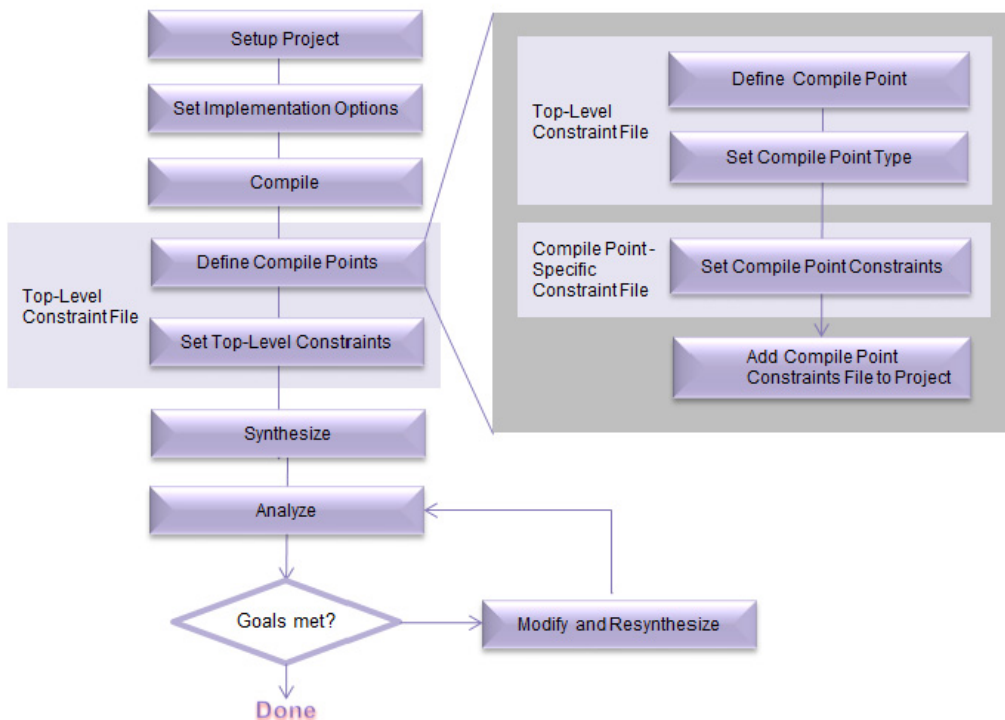 Setup Project
Set Implementation Options
Compile
Top-Level
Constraint File
Define Compile Points
Set Top-Level Constraints
Synthesize
Analyze
Goals met?
Modify and Resynthesize
Done
Top-Level
Constraint File
Define Compile Point
Set Compile Point Type
Compile Point -
Specific
Constraint File
Set Compile Point Constraints
Add Compile Point
Constraints File to Project